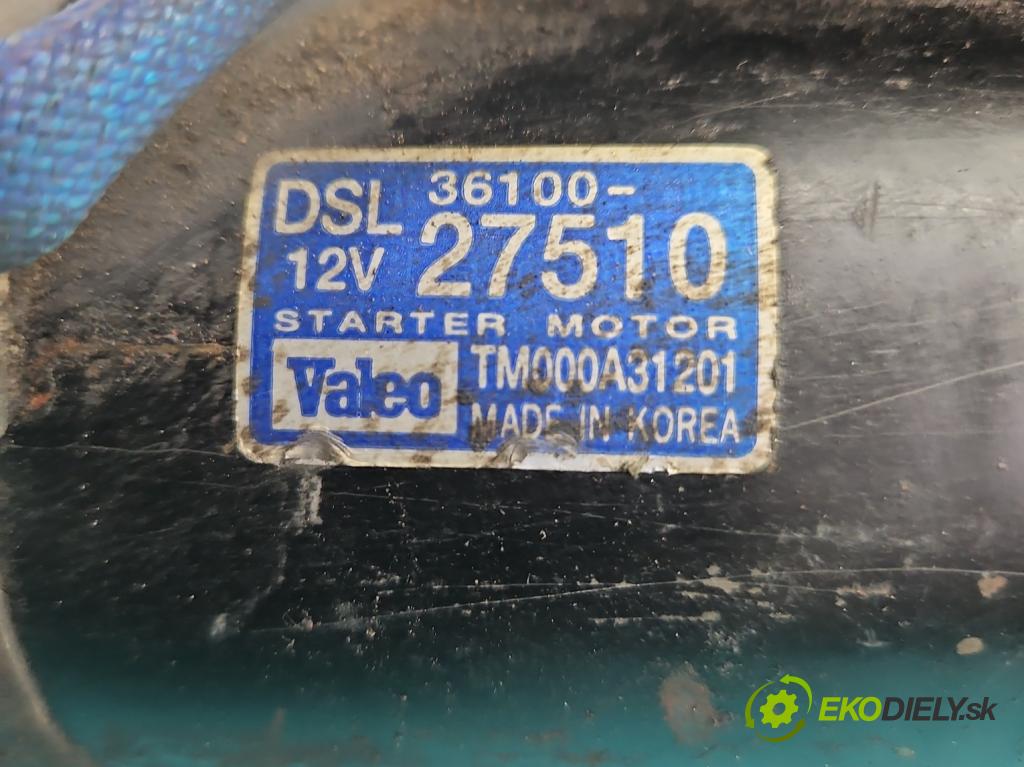 DSL 36100-
12V 27510
STARTER MOTOR
Valeo TM000A31201
MADE IN KOREA
EKODIELY.sk